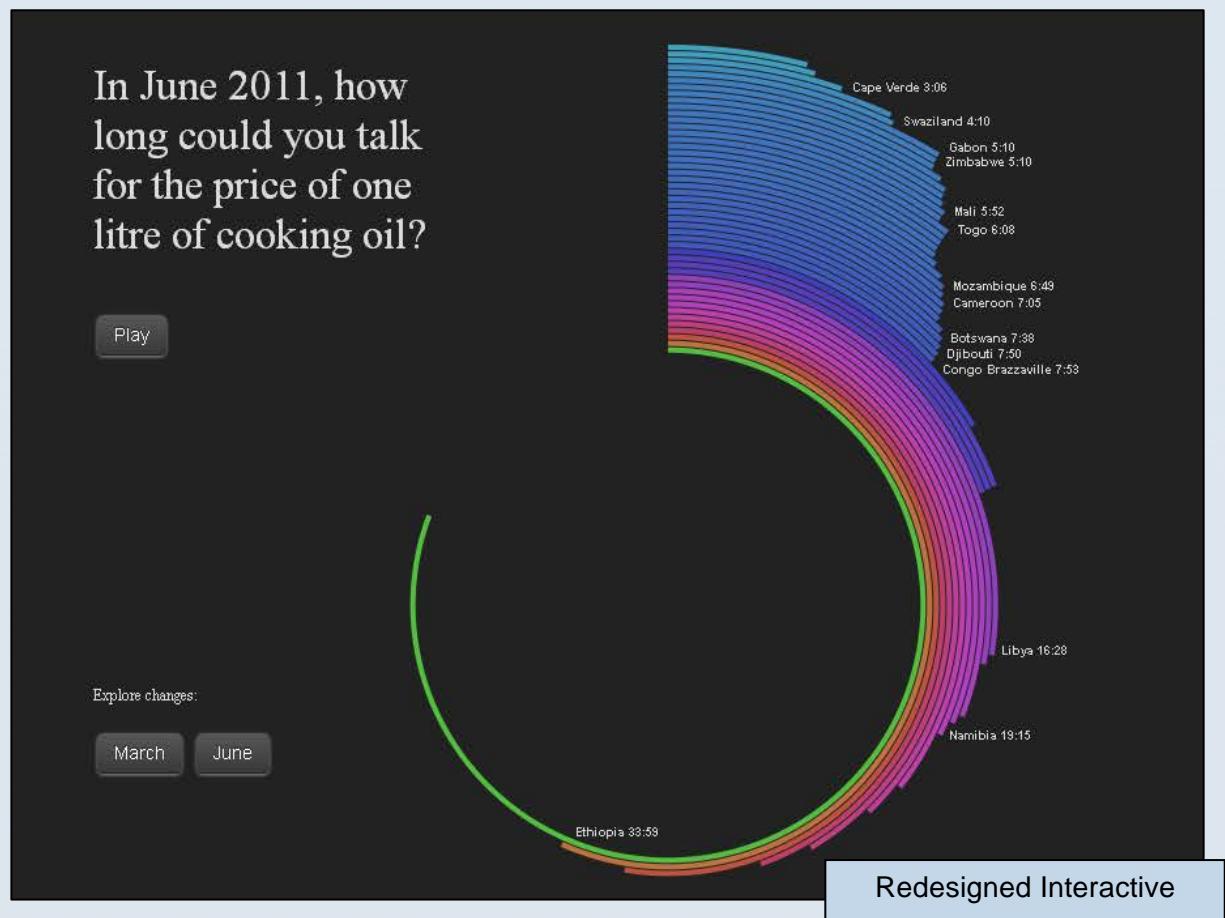 In June 2011, how
long could you talk
for the price of one
litre of cooking oil?
Play
Explore changes:
March
June
Cape Verde 3:06
Swaziland 4:10
Gabon 5:10
Zimbabwe 5:10
Mali 5:52
Togo 6:08
Mozambique 6:49
Cameroon 7:05
Botswana 7:38
Djibouti 7:50
Congo Brazzaville 7:53
Libya 16:28
Namibia 19:15
Ethiopia 33:59
Redesigned Interactive